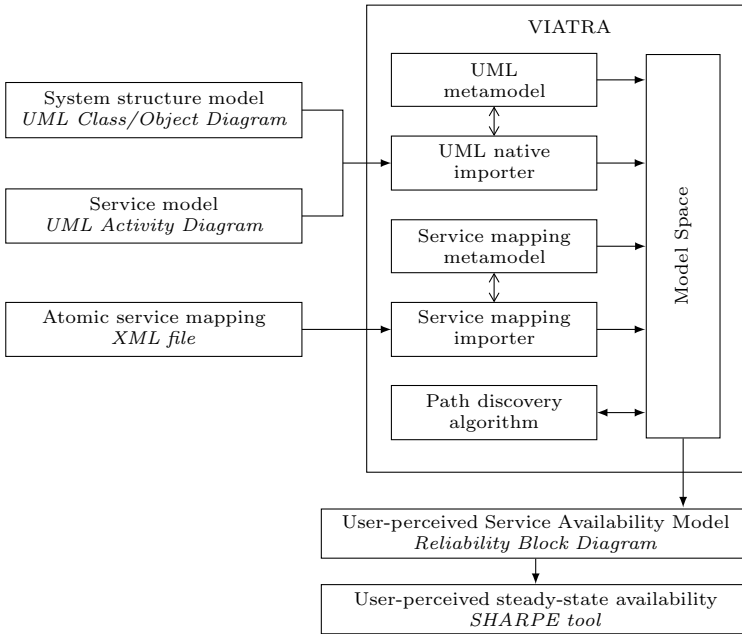 VIATRA
UML
metamodel
System structure model
UML Class/Object Diagram
UML native
importer
Service model
UML Activity Diagram
Service mapping
metamodel
Model Space
Atomic service mapping
XML file
Service mapping
importer
Path discovery
algorithm
User-perceived Service Availability Model
Reliability Block Diagram
User-perceived steady-state availability
SHARPE tool